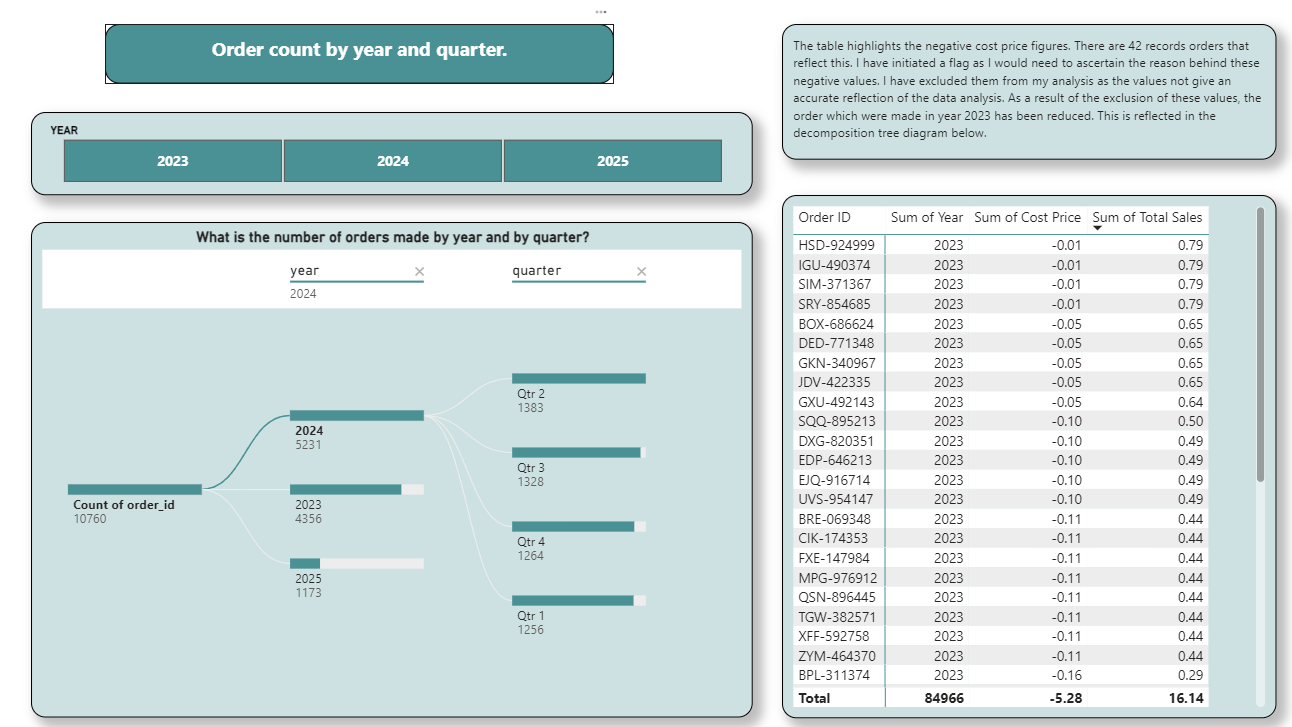 Order count by year and quarter.
YEAR
2023 2024 2025
What is the number of orders made by year and by quarter?
year quarter
2024
Qtr 2
1383
2024
5231
Qtr 3
1328
Count of order_id
10760
2023
4356
Qtr 4
1264
2025
1173
Qtr 1
1256
The table highlights the negative cost price figures. There are 42 records orders that
reflect this. I have initiated a flag as I would need to ascertain the reason behind these
negative values. I have excluded them from my analysis as the values not give an
accurate reflection of the data analysis. As a result of the exclusion of these values, the
order which were made in year 2023 has been reduced. This is reflected in the
decomposition tree diagram below.
Order ID Sum of Year Sum of Cost Price Sum of Total Sales
HSD-924999 2023 -0.01 0.79
IGU-490374 2023 -0.01 0.79
SIM-371367 2023 -0.01 0.79
SRY-854685 2023 -0.01 0.79
BOX-686624 2023 -0.05 0.65
DED-771348 2023 -0.05 0.65
GKN-340967 2023 -0.05 0.65
JDV-422335 2023 -0.05 0.65
GXU-492143 2023 -0.05 0.64
SQQ-895213 2023 -0.10 0.50
DXG-820351 2023 -0.10 0.49
EDP-646213 2023 -0.10 0.49
EJQ-916714 2023 -0.10 0.49
UVS-954147 2023 -0.10 0.49
BRE-069348 2023 -0.11 0.44
CIK-174353 2023 -0.11 0.44
FXE-147984 2023 -0.11 0.44
MPG-976912 2023 -0.11 0.44
QSN-896445 2023 -0.11 0.44
TGW-382571 2023 -0.11 0.44
XFF-592758 2023 -0.11 0.44
ZYM-464370 2023 -0.11 0.44
BPL-311374 2023 -0.16 0.29
Total 84966 -5.28 16.14